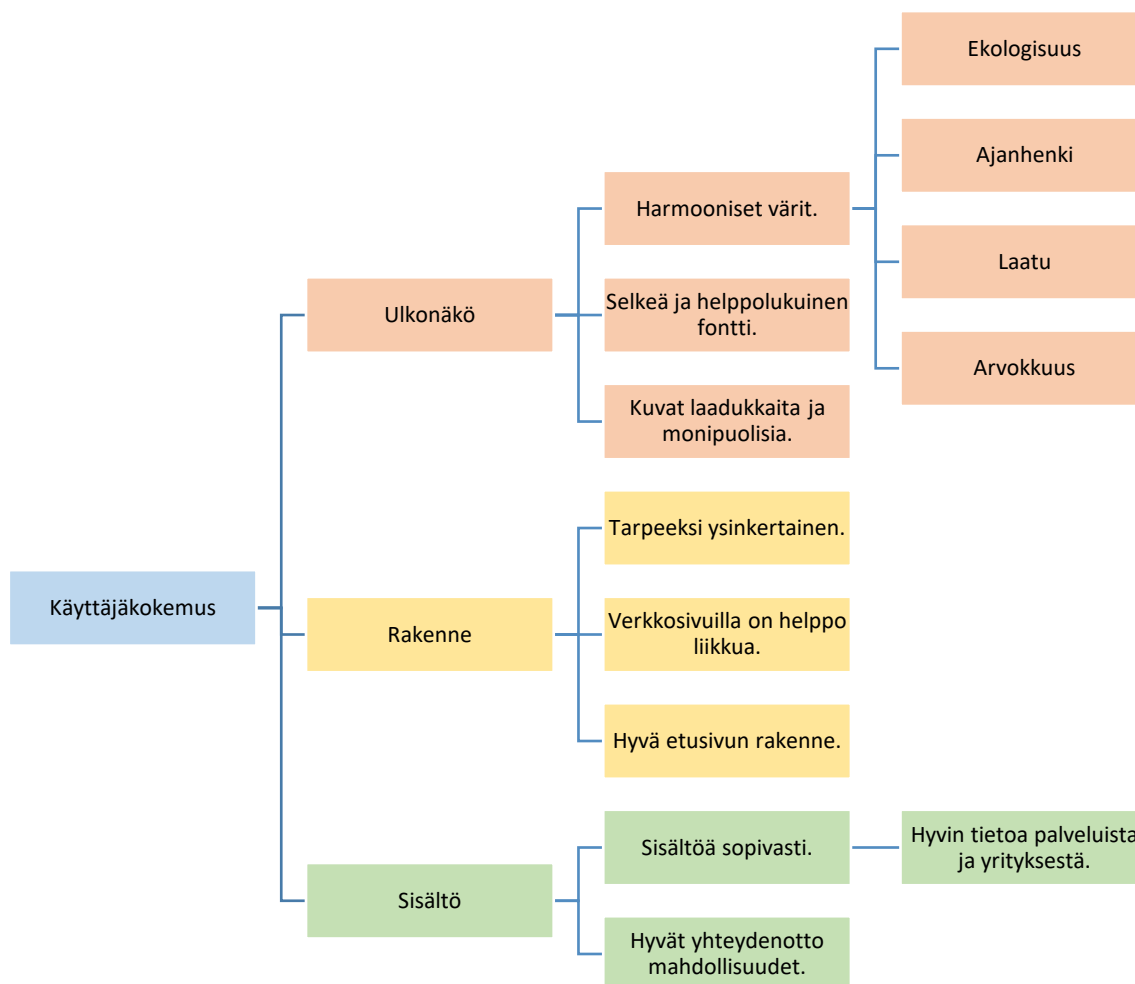 Käyttäjäkokemus
Ulkonäkö
Harmooniset värit.
Ekologisuus
Ajanhenki
Laatu
Arvokkuus
Selkeä ja helppolukuinen
fontti.
Kuvat laadukkaita ja
monipuolisia.
Rakenne
Tarpeeksi ysinkertainen.
Verkkosivuilla on helppo
liikkua.
Hyvä etusivun rakenne.
Sisältö
Sisältöä sopivasti.
Hyvin tietoa palveluista
ja yrityksestä.
Hyvät yhteydenotto
mahdollisuudet.